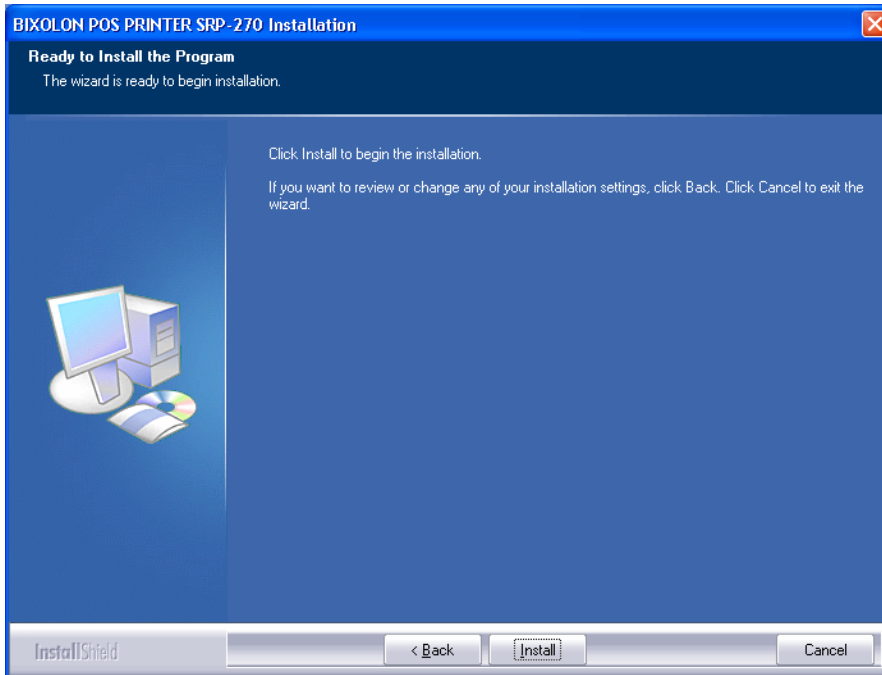 BIXOLON POS PRINTER SRP-270 Installation
Ready to Install the Program
The wizard is ready to begin installation.
Click Install to begin the installation.
If you want to review or change any of your installation settings, click Back. Click Cancel to exit the
wizard.
InstallShield
< Back
Install
Cancel